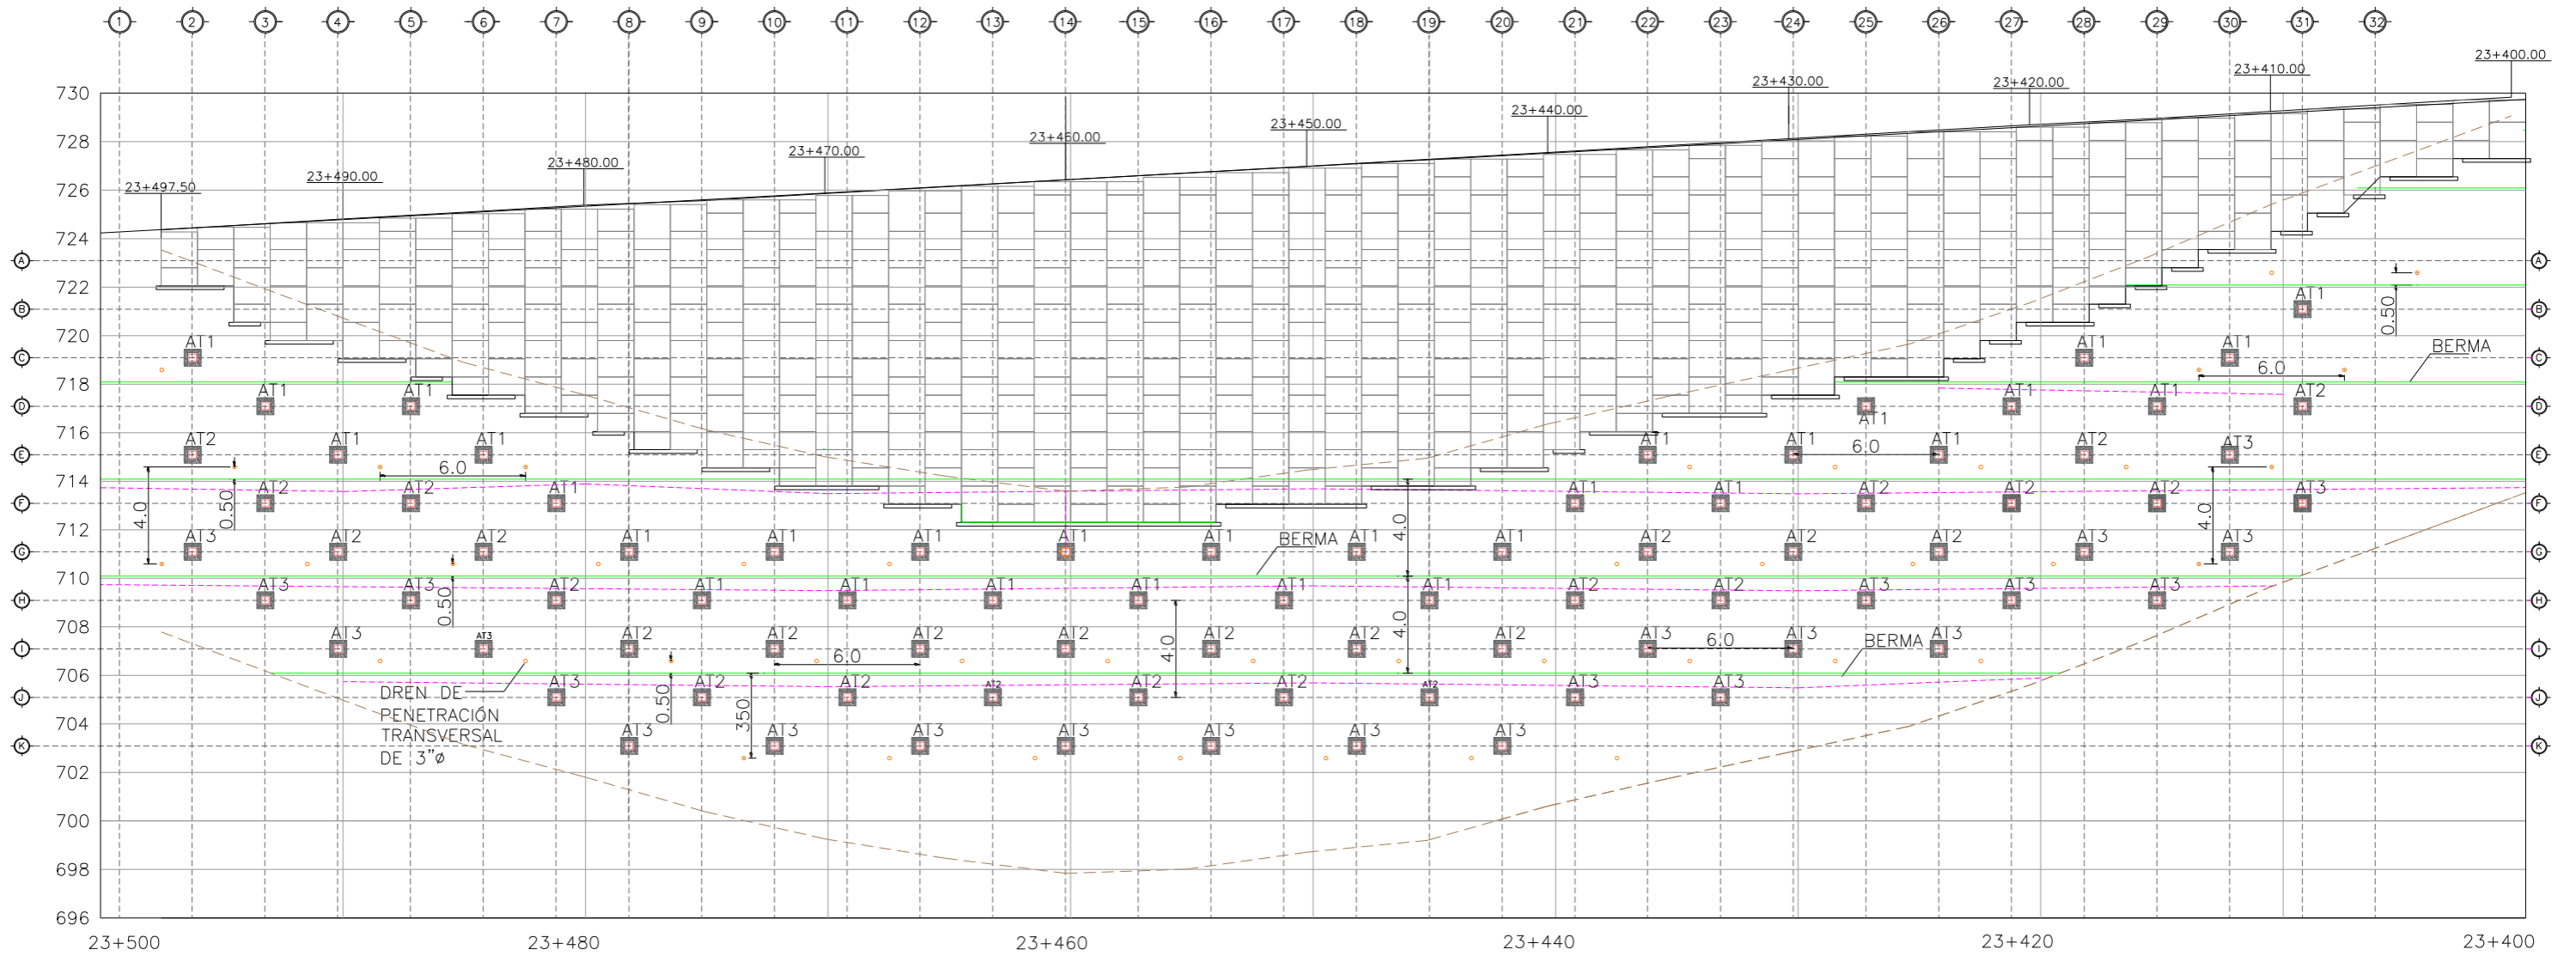 1 2 3 4 5 6 7 8 9 10 11 12 13 14 15 16 17 18 19 20 21 22 23 24 25 26 27 28 29 30 31 32
23+400.00
23+410.00
23+420.00
23+430.00
23+440.00
23+450.00
23+460.00
23+470.00
23+480.00
23+490.00
23+497.50
730
728
726
724
A A
722
AT1
B B
0.50
720
AT1 AT1 AT1
C C
BERMA
6.0
718
AT1 AT1 AT1 AT1 AT1 AT2
D D
716
AT2 AT1 AT1 AT1 AT1 AT1 AT2 AT3
E 6.0 E
6.0
714
4.0 0.50 AT2 AT2 AT1 AT1 AT1 AT2 AT2 AT2 AT3
F F
4.0 4.0
712
AT3 AT2 AT2 AT1 AT1 AT1 AT1 AT1 AT1 AT1 AT2 AT2 AT2 AT3 AT3
G BERMA G
710
AT3 AT3 AT2 AT1 AT1 AT1 AT1 AT1 AT1 AT2 AT2 AT3 AT3 AT3
H 0.50 H
4.0
708
AT3 AT3 AT2 AT2 AT2 AT2 AT2 AT2 AT2 AT3 AT3 AT3
I 6.0 4.0 6.0 BERMA I
706
AT3 AT2 AT2 AT2 AT2 AT2 AT2 AT3 AT3
J 0.50 350 J
DREN DE
PENETRACIÓN
TRANSVERSAL
DE 3"ø
704
AT3 AT3 AT3 AT3 AT3 AT3 AT3
K K
702
700
698
696
23+500 23+480 23+460 23+440 23+420 23+400